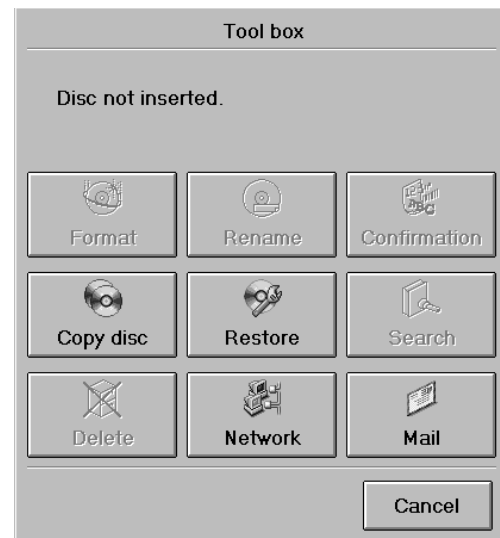 Tool box
Disc not inserted.
Format Rename Confirmation
Copy disc Restore Search
Delete Network Mail
Cancel